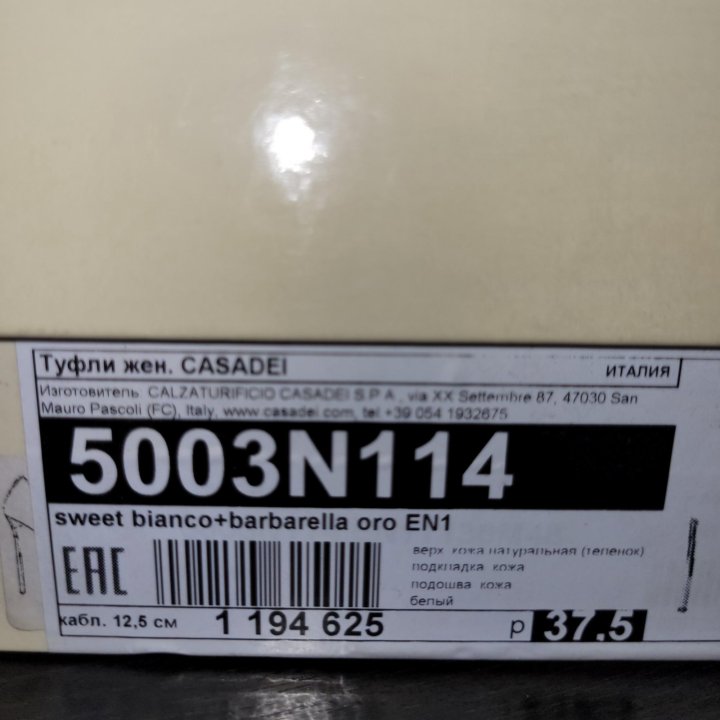 Туфли жен. CASADEI ИТАЛИЯ
Изготовитель CALZATURIFICIO CASADEI S.P.A., via XX Settembre 87, 47030 San
Mauro Pascoli (FC), Italy, www.casadei.com, tel +39 054 1932675
5003N114
sweet bianco+barbarella oro EN1
EAC
верх кожа натуральная (теленок)
подкладка кожа
подошва кожа
белый
кабл. 12,5 см 1 194 625 р 37,5